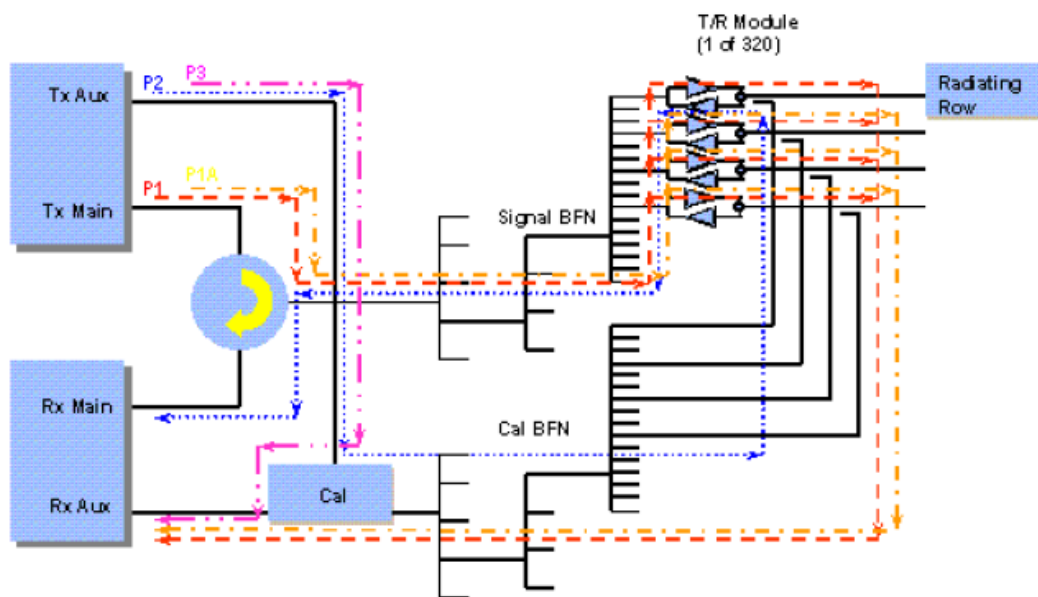 T/R Module
(1 of 320)
P3
P2
Tx Aux
Radiating
Row
P1A
P1
Tx Main
Signal BFN
Rx Main
Cal BFN
Cal
Rx Aux